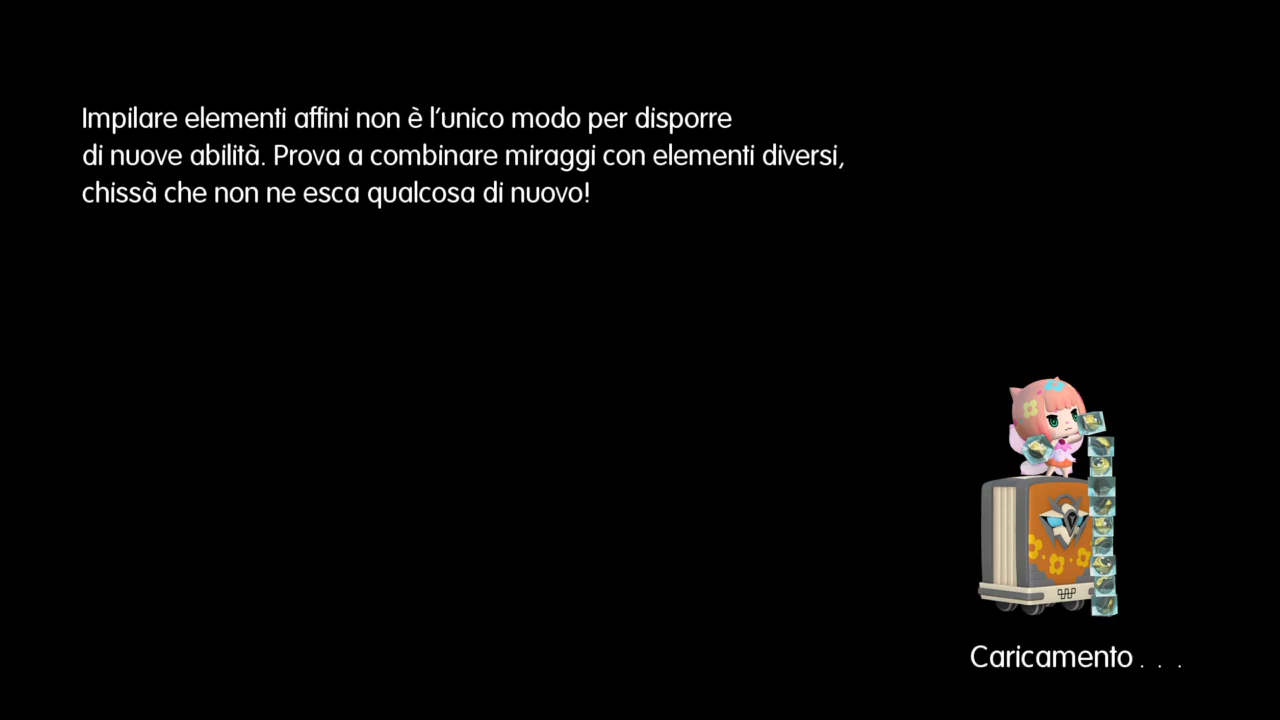 Impilare elementi affini non è l'unico modo per disporre
di nuove abilità. Prova a combinare miraggi con elementi diversi,
chissà che non ne esca qualcosa di nuovo!
Caricamento . . .